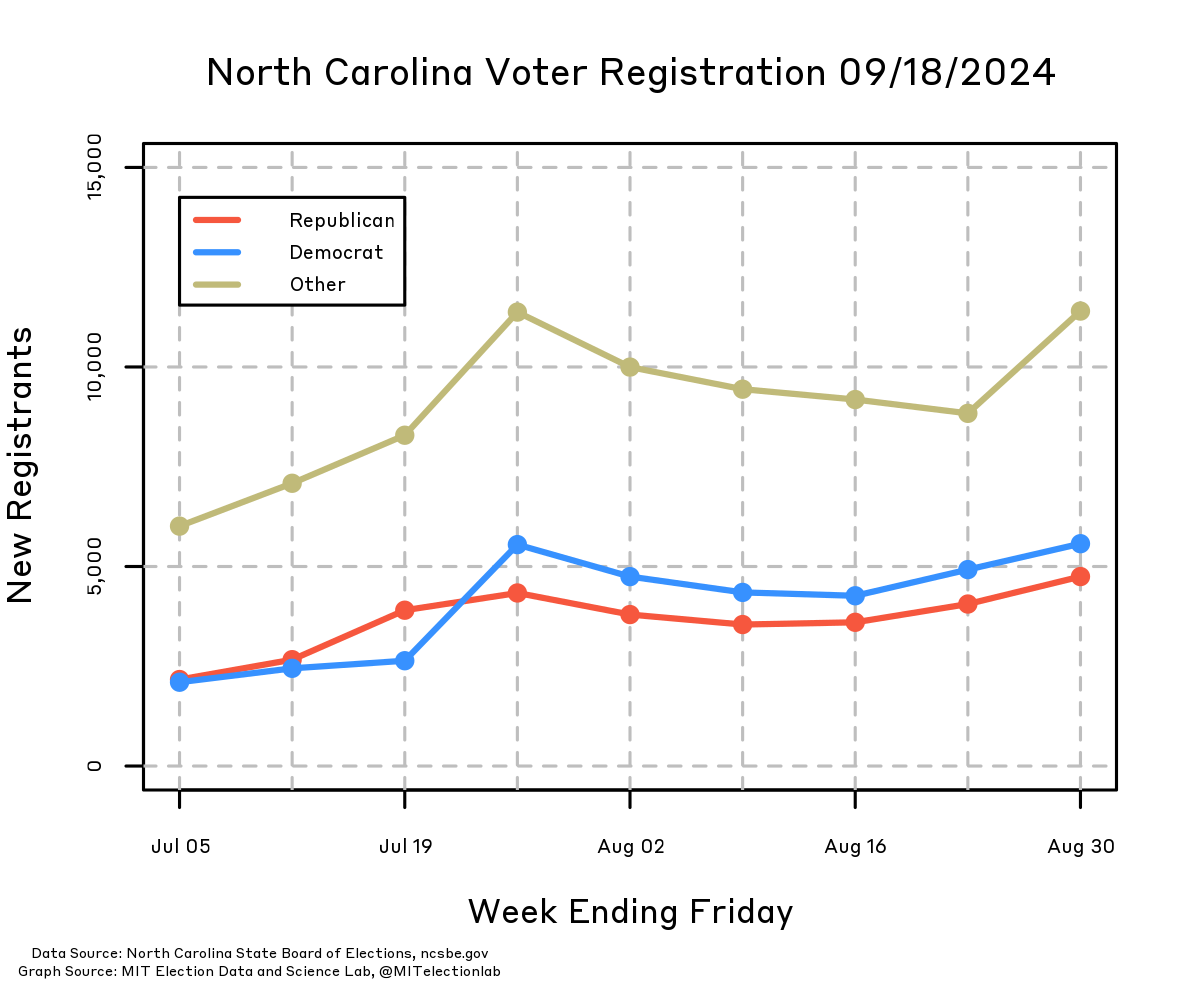 North Carolina Voter Registration 09/18/2024
15,000
10,000
5,000
0
New Registrants
Republican
Democrat
Other
Jul 05
Jul 19
Aug 02
Aug 16
Aug 30
Week Ending Friday
Data Source: North Carolina State Board of Elections, ncsbe.gov
Graph Source: MIT Election Data and Science Lab, @MITelectionlab